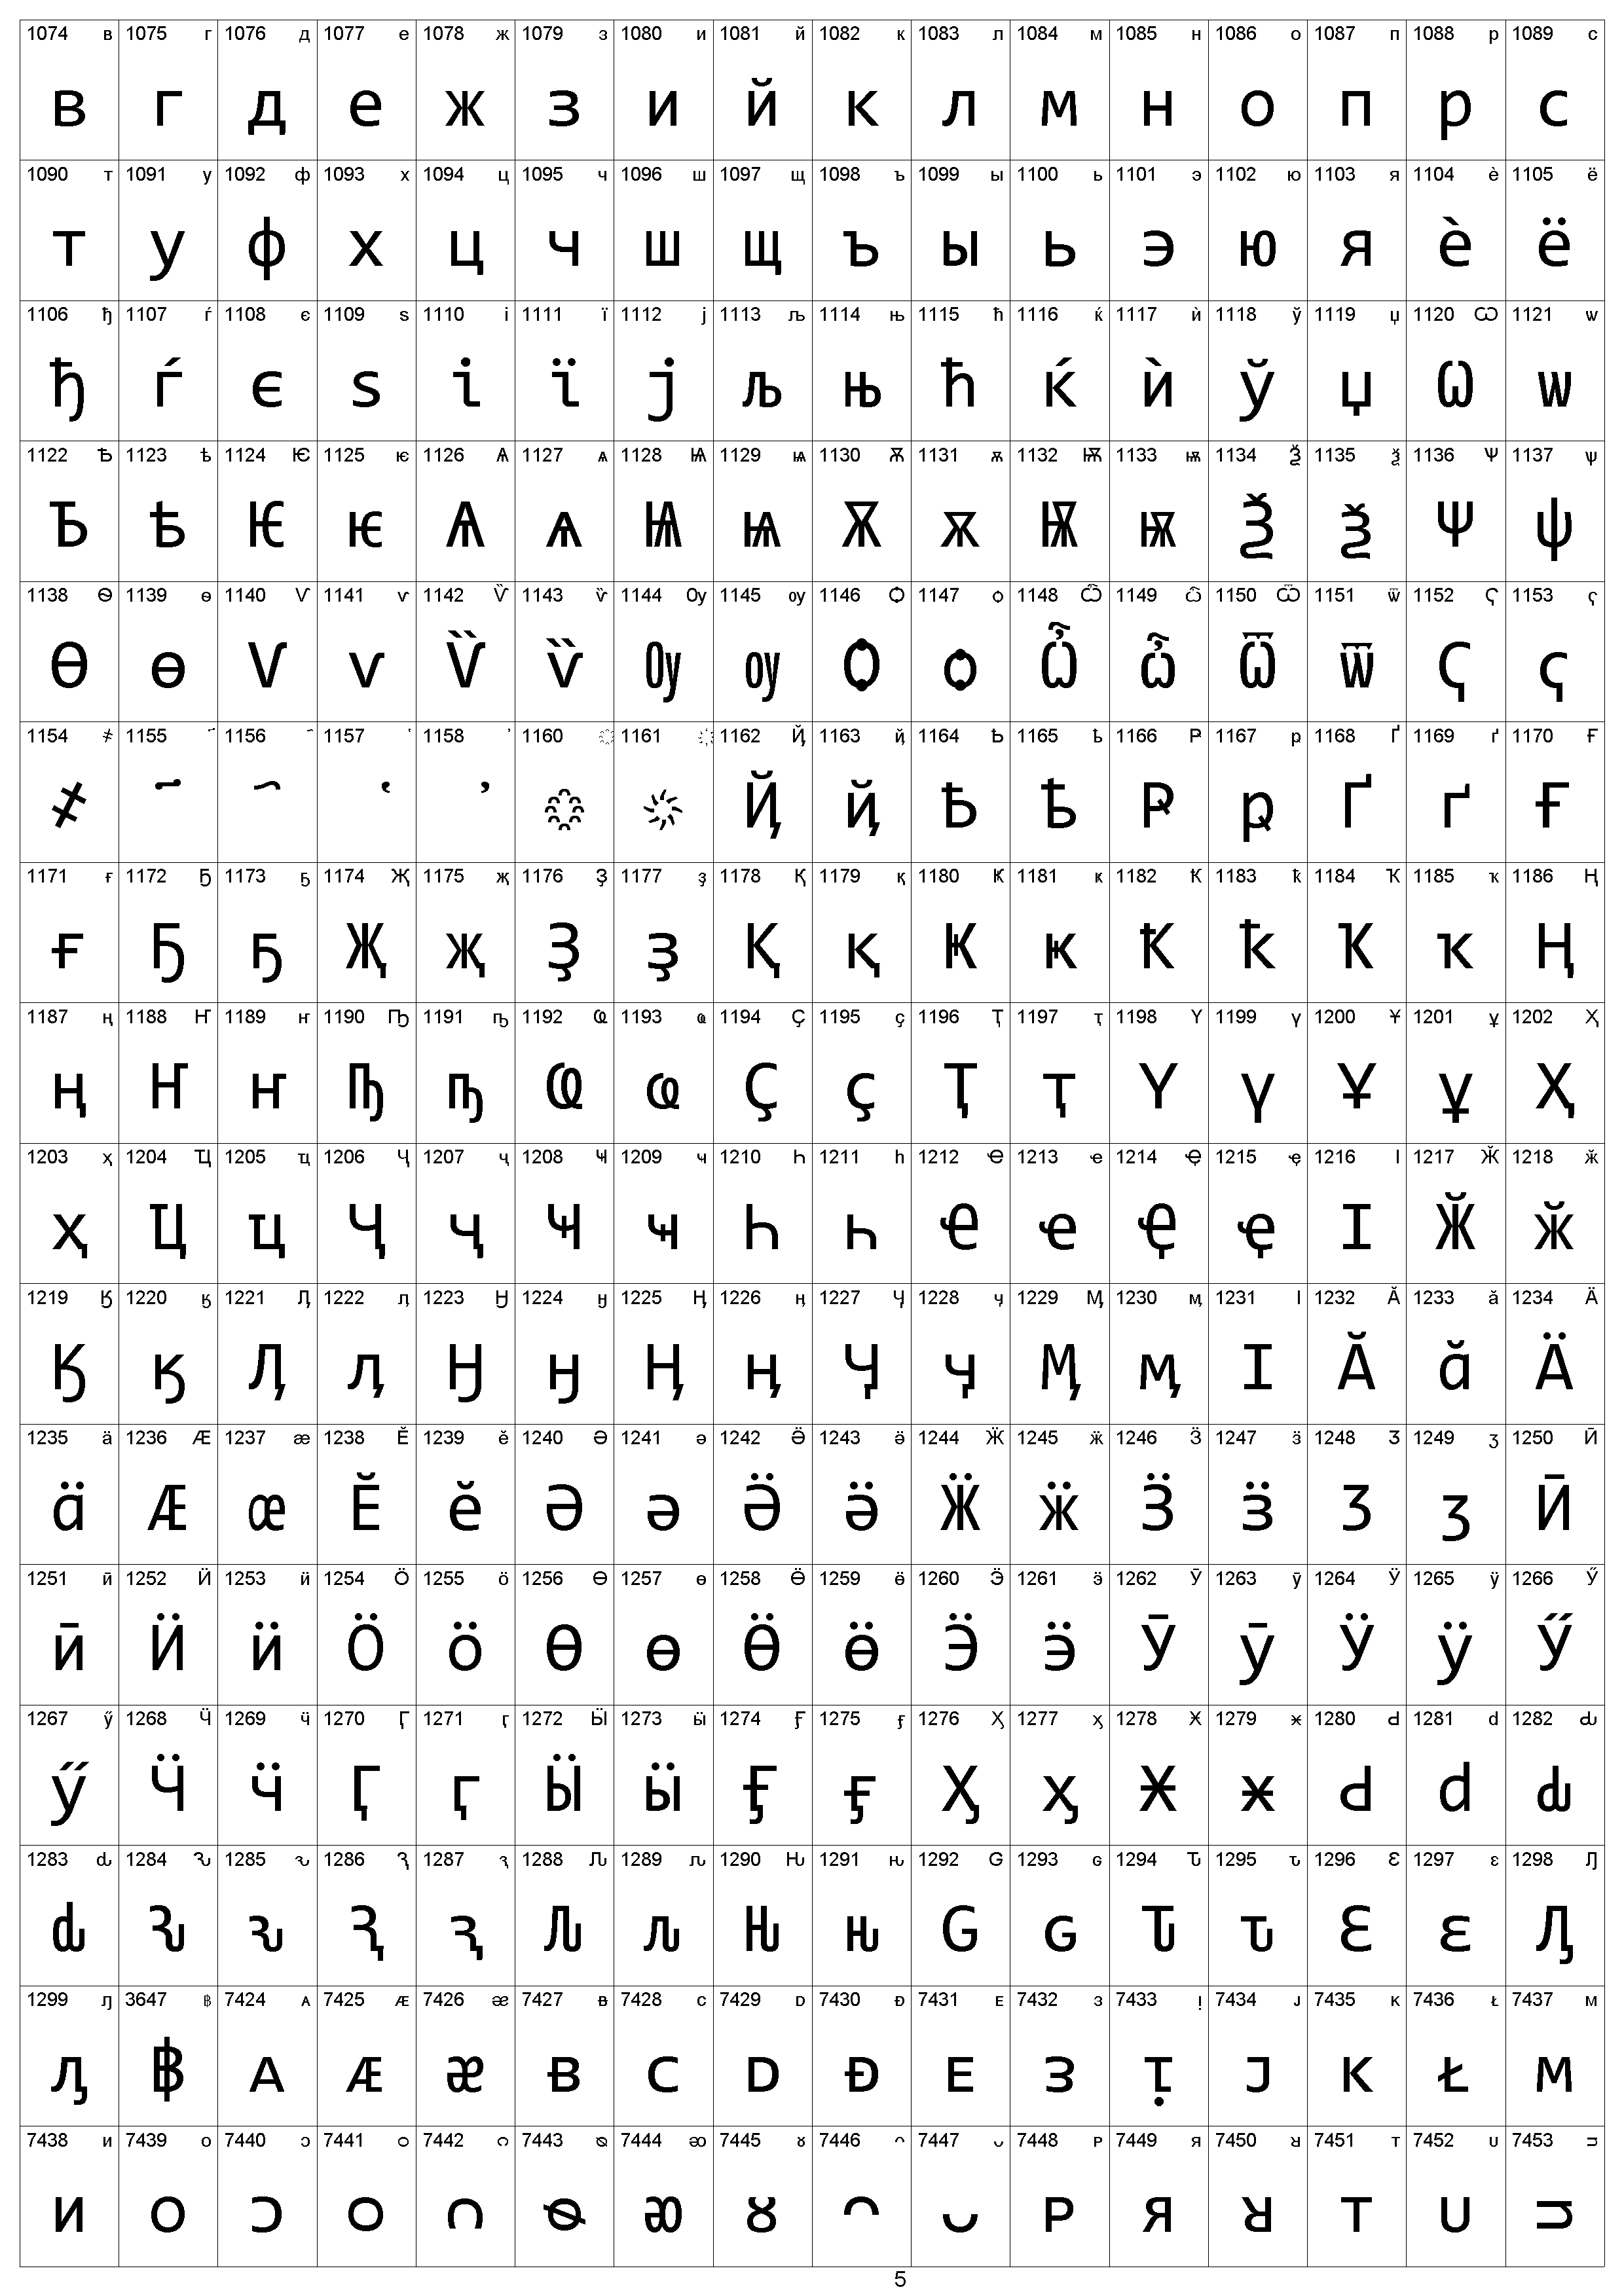 1074 в 1075 г 1076 д 1077 е 1078 ж 1079 з 1080 и 1081 й 1082 к 1083 л 1084 м 1085 н 1086 о 1087 п 1088 р 1089 с
в г д е ж з и й к л м н о п р с
1090 т 1091 у 1092 ф 1093 х 1094 ц 1095 ч 1096 ш 1097 щ 1098 ъ 1099 ы 1100 ь 1101 э 1102 ю 1103 я 1104 ѐ 1105 ё
т у ф х ц ч ш щ ъ ы ь э ю я ѐ ё
1106 ђ 1107 ѓ 1108 є 1109 ѕ 1110 і 1111 ї 1112 ј 1113 љ 1114 њ 1115 ћ 1116 ќ 1117 ѝ 1118 ў 1119 џ 1120 Ѡ 1121 ѡ
ђ ѓ є ѕ і ї ј љ њ ћ ќ ѝ ў џ Ѡ ѡ
1122 Ѣ 1123 ѣ 1124 Ѥ 1125 ѥ 1126 Ѧ 1127 ѧ 1128 Ѩ 1129 ѩ 1130 Ѫ 1131 ѫ 1132 Ѭ 1133 ѭ 1134 Ѯ 1135 ѯ 1136 Ѱ 1137 ѱ
Ѣ ѣ Ѥ ѥ Ѧ ѧ Ѩ ѩ Ѫ ѫ Ѭ ѭ Ѯ ѯ Ѱ ѱ
1138 Ѳ 1139 ѳ 1140 Ѵ 1141 ѵ 1142 Ѷ 1143 ѷ 1144 Ѹ 1145 ѹ 1146 Ѻ 1147 ѻ 1148 Ѽ 1149 ѽ 1150 Ѿ 1151 ѿ 1152 Ҁ 1153 ҁ
Ѳ ѳ Ѵ ѵ Ѷ ѷ Ѹ ѹ Ѻ ѻ Ѽ ѽ Ѿ ѿ Ҁ ҁ
1154 ҂ 1155 ҃ 1156 ҄ 1157 ҅ 1158 ҆ 1160 ҈ 1161 ҉ 1162 Ҋ 1163 ҋ 1164 Ҍ 1165 ҍ 1166 Ҏ 1167 ҏ 1168 Ґ 1169 ґ 1170 Ғ
҂ ҃ ҄ ҅ ҆ ҈ ҉ Ҋ ҋ Ҍ ҍ Ҏ ҏ Ґ ґ Ғ
1171 ғ 1172 Ҕ 1173 ҕ 1174 Җ 1175 җ 1176 Ҙ 1177 ҙ 1178 Қ 1179 қ 1180 Ҝ 1181 ҝ 1182 Ҟ 1183 ҟ 1184 Ҡ 1185 ҡ 1186 Ң
ғ Ҕ ҕ Җ җ Ҙ ҙ Қ қ Ҝ ҝ Ҟ ҟ Ҡ ҡ Ң
1187 ң 1188 Ҥ 1189 ҥ 1190 Ҧ 1191 ҧ 1192 Ҩ 1193 ҩ 1194 Ҫ 1195 ҫ 1196 Ҭ 1197 ҭ 1198 Ү 1199 ү 1200 Ұ 1201 ұ 1202 Ҳ
ң Ҥ ҥ Ҧ ҧ Ҩ ҩ Ҫ ҫ Ҭ ҭ Ү ү Ұ ұ Ҳ
1203 ҳ 1204 Ҵ 1205 ҵ 1206 Ҷ 1207 ҷ 1208 Ҹ 1209 ҹ 1210 Һ 1211 һ 1212 Ҽ 1213 ҽ 1214 Ҿ 1215 ҿ 1216 Ӏ 1217 Ӂ 1218 ӂ
ҳ Ҵ ҵ Ҷ ҷ Ҹ ҹ Һ һ Ҽ ҽ Ҿ ҿ Ӏ Ӂ ӂ
1219 Ӄ 1220 ӄ 1221 Ӆ 1222 ӆ 1223 Ӈ 1224 ӈ 1225 Ӊ 1226 ӊ 1227 Ӌ 1228 ӌ 1229 Ӎ 1230 ӎ 1231 ӏ 1232 Ӑ 1233 ӑ 1234 Ӓ
Ӄ ӄ Ӆ ӆ Ӈ ӈ Ӊ ӊ Ӌ ӌ Ӎ ӎ ӏ Ӑ ӑ Ӓ
1235 ӓ 1236 Ӕ 1237 ӕ 1238 Ӗ 1239 ӗ 1240 Ә 1241 ә 1242 Ӛ 1243 ӛ 1244 Ӝ 1245 ӝ 1246 Ӟ 1247 ӟ 1248 Ӡ 1249 ӡ 1250 Ӣ
ӓ Ӕ ӕ Ӗ ӗ Ә ә Ӛ ӛ Ӝ ӝ Ӟ ӟ Ӡ ӡ Ӣ
1251 ӣ 1252 Ӥ 1253 ӥ 1254 Ӧ 1255 ӧ 1256 Ө 1257 ө 1258 Ӫ 1259 ӫ 1260 Ӭ 1261 ӭ 1262 Ӯ 1263 ӯ 1264 Ӱ 1265 ӱ 1266 Ӳ
ӣ Ӥ ӥ Ӧ ӧ Ө ө Ӫ ӫ Ӭ ӭ Ӯ ӯ Ӱ ӱ Ӳ
1267 ӳ 1268 Ӵ 1269 ӵ 1270 Ӷ 1271 ӷ 1272 Ӹ 1273 ӹ 1274 Ӻ 1275 ӻ 1276 Ӽ 1277 ӽ 1278 Ӿ 1279 ӿ 1280 Ԁ 1281 ԁ 1282 Ԃ
ӳ Ӵ ӵ Ӷ ӷ Ӹ ӹ Ӻ ӻ Ӽ ӽ Ӿ ӿ Ԁ ԁ Ԃ
1283 ԃ 1284 Ԅ 1285 ԅ 1286 Ԇ 1287 ԇ 1288 Ԉ 1289 ԉ 1290 Ԋ 1291 ԋ 1292 Ԍ 1293 ԍ 1294 Ԏ 1295 ԏ 1296 Ԑ 1297 ԑ 1298 Ԓ
ԃ Ԅ ԅ Ԇ ԇ Ԉ ԉ Ԋ ԋ Ԍ ԍ Ԏ ԏ Ԑ ԑ Ԓ
1299 ԓ 3647 ฿ 7424 ᴀ 7425 ᴁ 7426 ᴂ 7427 ᴃ 7428 ᴄ 7429 ᴅ 7430 ᴆ 7431 ᴇ 7432 ᴈ 7433 ᴉ 7434 ᴊ 7435 ᴋ 7436 ᴌ 7437 ᴍ
ԓ ฿ ᴀ ᴁ ᴂ ᴃ ᴄ ᴅ ᴆ ᴇ ᴈ ᴉ ᴊ ᴋ ᴌ ᴍ
7438 ᴎ 7439 ᴏ 7440 ᴐ 7441 ᴑ 7442 ᴒ 7443 ᴓ 7444 ᴔ 7445 ᴕ 7446 ᴖ 7447 ᴗ 7448 ᴘ 7449 ᴙ 7450 ᴚ 7451 ᴛ 7452 ᴜ 7453 ᴝ
ᴎ ᴏ ᴐ ᴑ ᴒ ᴓ ᴔ ᴕ ᴖ ᴗ ᴘ ᴙ ᴚ ᴛ ᴜ ᴝ
5